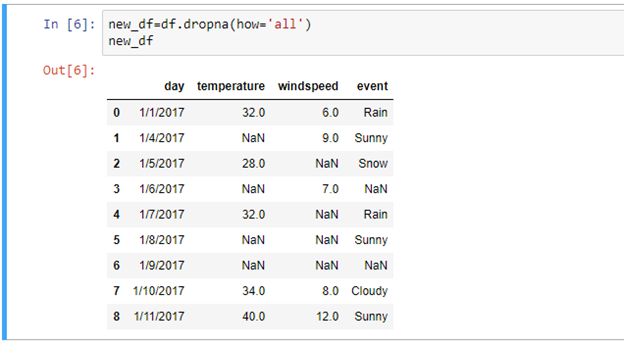 In [6]: new_df=df.dropna(how='all')
new_df
Out[6]:
day temperature windspeed event
0 1/1/2017 32.0 6.0 Rain
1 1/4/2017 NaN 9.0 Sunny
2 1/5/2017 28.0 NaN Snow
3 1/6/2017 NaN 7.0 NaN
4 1/7/2017 32.0 NaN Rain
5 1/8/2017 NaN NaN Sunny
6 1/9/2017 NaN NaN NaN
7 1/10/2017 34.0 8.0 Cloudy
8 1/11/2017 40.0 12.0 Sunny